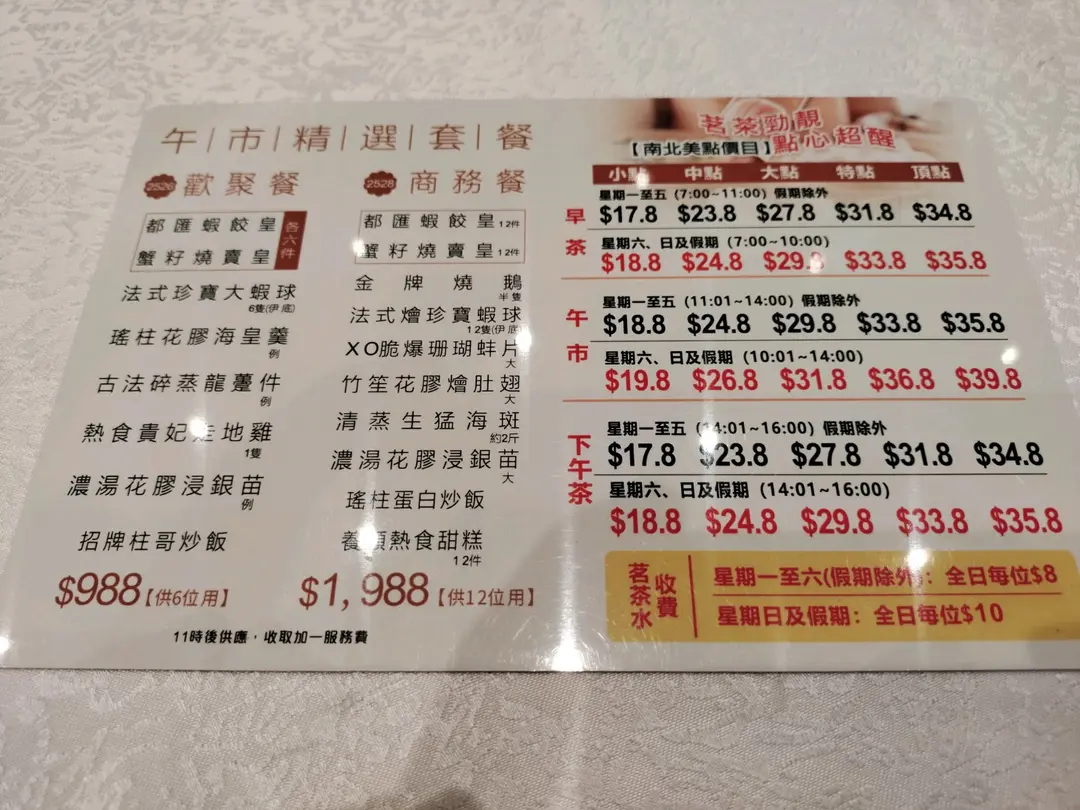 午|市|精|選|套|餐
2526 歡聚餐
都匯蝦餃皇
蟹籽燒賣皇
各六件
法式珍寶大蝦球
6隻(伊底)
瑤柱花膠海皇羹
例
古法碎蒸龍躉件
例
熱食貴妃走地雞
1隻
濃湯花膠浸銀苗
例
招牌柱哥炒飯
$988【供6位用】
2528 商務餐
都匯蝦餃皇 12件
蟹籽燒賣皇 12件
金牌燒鵝
半隻
法式燴珍寶蝦球
12隻(伊底)
XO脆爆珊瑚蚌片
大
竹笙花膠燴肚翅
大
清蒸生猛海斑
約2斤
濃湯花膠浸銀苗
大
瑤柱蛋白炒飯
養顏熱食甜糕
12件
$1,988【供12位用】
11時後供應，收取加一服務費
茗茶勁靚
點心超醒
【南北美點價目】
小點 中點 大點 特點 頂點
早茶
星期一至五 (7:00~11:00) 假期除外
$17.8 $23.8 $27.8 $31.8 $34.8
星期六、日及假期 (7:00~10:00)
$18.8 $24.8 $29.8 $33.8 $35.8
午市
星期一至五 (11:01~14:00) 假期除外
$18.8 $24.8 $29.8 $33.8 $35.8
星期六、日及假期 (10:01~14:00)
$19.8 $26.8 $31.8 $36.8 $39.8
下午茶
星期一至五 (14:01~16:00) 假期除外
$17.8 $23.8 $27.8 $31.8 $34.8
星期六、日及假期 (14:01~16:00)
$18.8 $24.8 $29.8 $33.8 $35.8
茗茶水
收費
星期一至六(假期除外)：全日每位$8
星期日及假期：全日每位$10